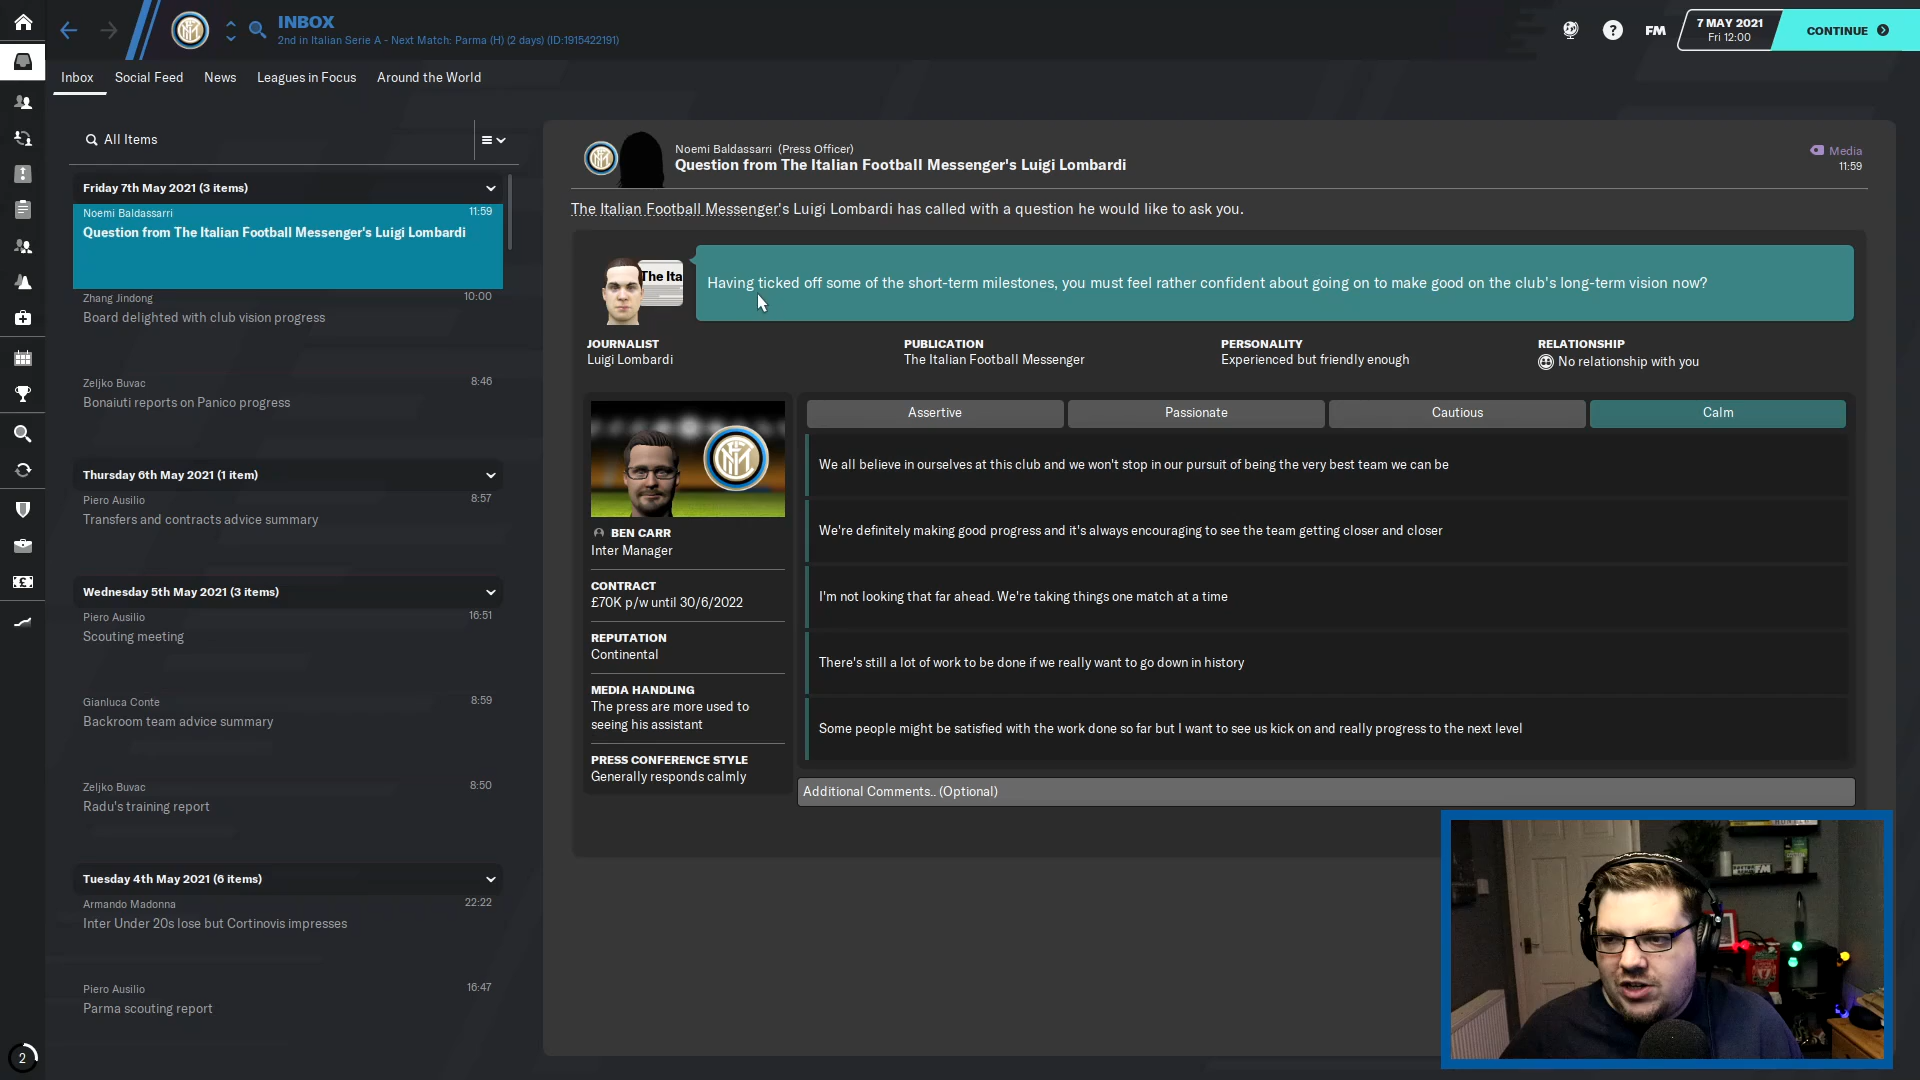 INBOX
2nd in Italian Serie A - Next Match: Parma (H) (2 days) (ID:1915422191)
FM
7 MAY 2021
Fri 12:00
CONTINUE
Inbox
Social Feed
News
Leagues in Focus
Around the World
All Items
Friday 7th May 2021 (3 items)
Noemi Baldassarri
11:59
Question from The Italian Football Messenger's Luigi Lombardi
Zhang Jindong
10:00
Board delighted with club vision progress
Zeljko Buvac
8:46
Bonaiuti reports on Panico progress
Thursday 6th May 2021 (1 item)
Piero Ausilio
8:57
Transfers and contracts advice summary
Wednesday 5th May 2021 (3 items)
Piero Ausilio
16:51
Scouting meeting
Gianluca Conte
8:59
Backroom team advice summary
Zeljko Buvac
8:50
Radu's training report
Tuesday 4th May 2021 (6 items)
Armando Madonna
22:22
Inter Under 20s lose but Cortinovis impresses
Piero Ausilio
16:47
Parma scouting report
2
Noemi Baldassarri (Press Officer)
Question from The Italian Football Messenger's Luigi Lombardi
Media
11:59
The Italian Football Messenger's Luigi Lombardi has called with a question he would like to ask you.
The Ita
Having ticked off some of the short-term milestones, you must feel rather confident about going on to make good on the club's long-term vision now?
JOURNALIST
Luigi Lombardi
PUBLICATION
The Italian Football Messenger
PERSONALITY
Experienced but friendly enough
RELATIONSHIP
No relationship with you
BEN CARR
Inter Manager
CONTRACT
£70K p/w until 30/6/2022
REPUTATION
Continental
MEDIA HANDLING
The press are more used to
seeing his assistant
PRESS CONFERENCE STYLE
Generally responds calmly
Assertive
Passionate
Cautious
Calm
We all believe in ourselves at this club and we won't stop in our pursuit of being the very best team we can be
We're definitely making good progress and it's always encouraging to see the team getting closer and closer
I'm not looking that far ahead. We're taking things one match at a time
There's still a lot of work to be done if we really want to go down in history
Some people might be satisfied with the work done so far but I want to see us kick on and really progress to the next level
Additional Comments.. (Optional)